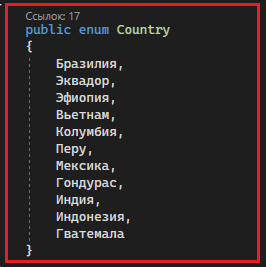 Ссылок: 17
public enum Country
{
Бразилия,
Эквадор,
Эфиопия,
Вьетнам,
Колумбия,
Перу,
Мексика,
Гондурас,
Индия,
Индонезия,
Гватемала
}